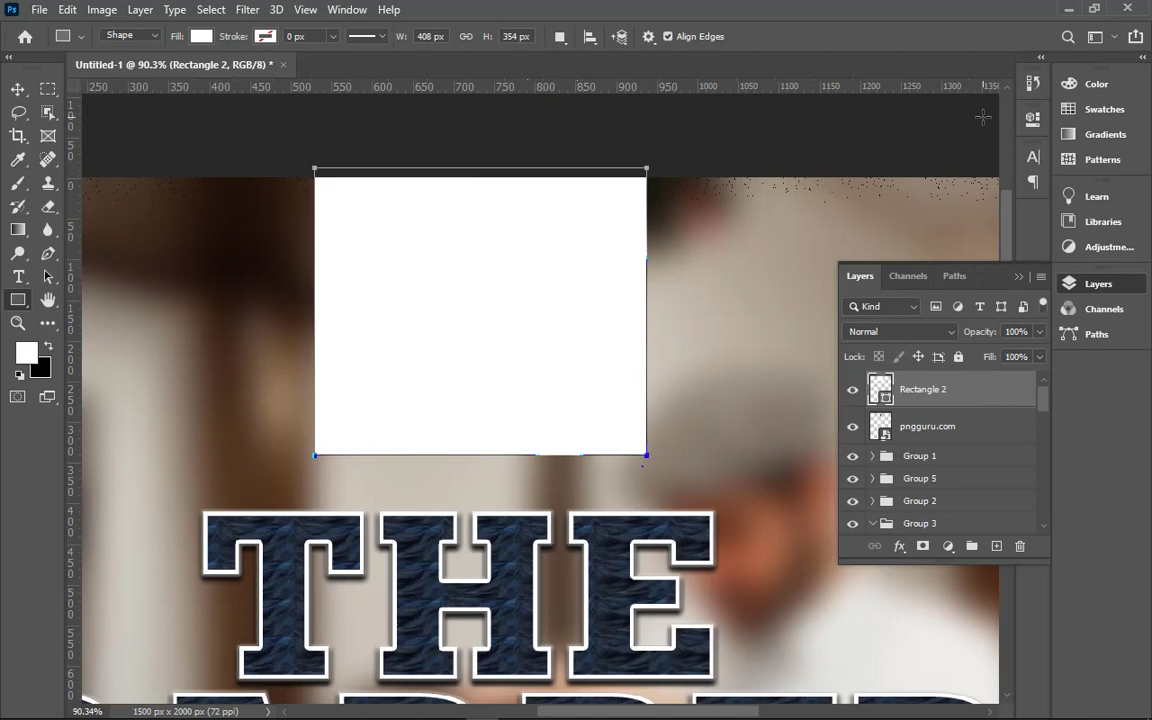 Ps File Edit Image Layer Type Select Filter 3D View Window Help
Shape Fill: Stroke: 0 px W: 408 px H: 354 px Align Edges
Untitled-1 @ 90.3% (Rectangle 2, RGB/8) *
250 300 350 400 450 500 550 600 650 700 750 800 850 900 950 1000 1050 1100 1150 1200 1250 1300 1350
Color
Swatches
Gradients
Patterns
Learn
Libraries
Adjustme...
Layers
Channels
Paths
Layers Channels Paths
Kind
Normal Opacity: 100%
Lock: Fill: 100%
Rectangle 2
pngguru.com
Group 1
Group 5
Group 2
Group 3
fx
THE
90.34% 1500 px x 2000 px (72 ppi)